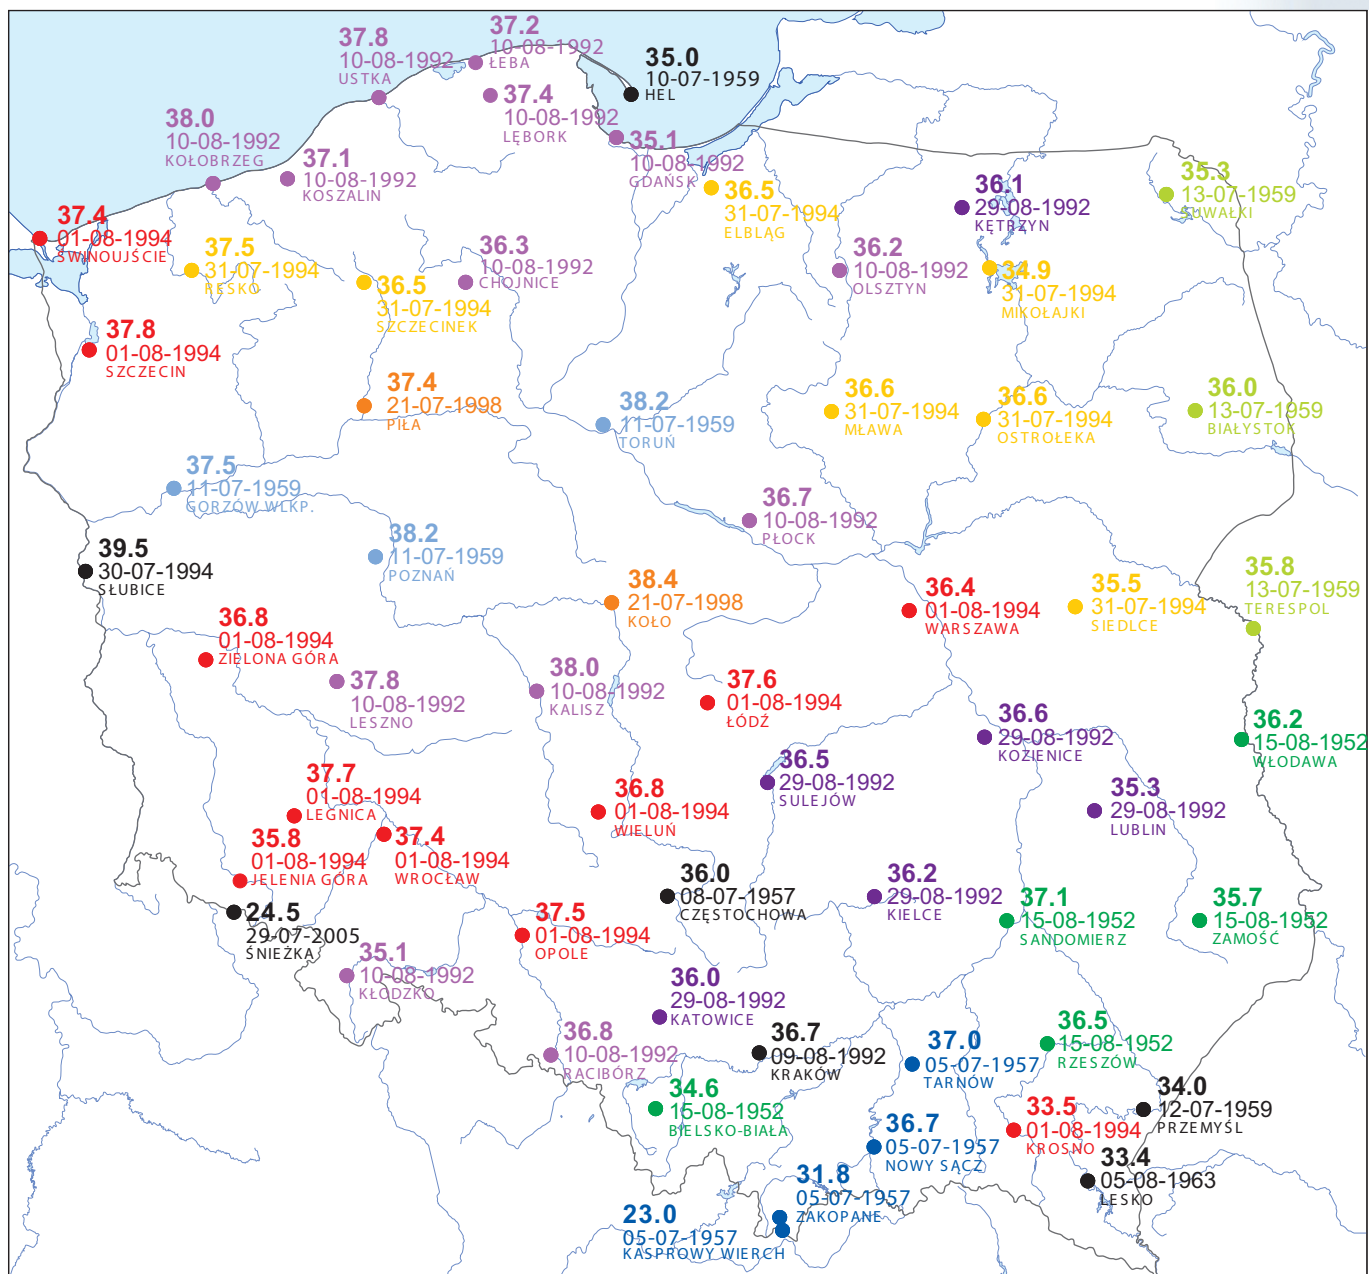 37.8
10-08-1992
USTKA
37.2
10-08-1992
ŁEBA
35.0
10-07-1959
HEL
37.4
10-08-1992
LĘBORK
38.0
10-08-1992
KOŁOBRZEG
37.1
10-08-1992
KOSZALIN
35.1
10-08-1992
GDAŃSK
36.5
31-07-1994
ELBLĄG
36.1
29-08-1992
KĘTRZYN
35.3
13-07-1959
SUWAŁKI
37.4
01-08-1994
ŚWINOUJŚCIE
37.5
31-07-1994
RESKO
36.5
31-07-1994
SZCZECINEK
36.3
10-08-1992
CHOJNICE
36.2
10-08-1992
OLSZTYN
34.9
31-07-1994
MIKOŁAJKI
37.8
01-08-1994
SZCZECIN
37.4
21-07-1998
PIŁA
38.2
11-07-1959
TORUŃ
36.6
31-07-1994
MŁAWA
36.6
31-07-1994
OSTROŁEKA
36.0
13-07-1959
BIAŁYSTOK
37.5
11-07-1959
GORZÓW WLKP.
36.7
10-08-1992
PŁOCK
39.5
30-07-1994
SŁUBICE
38.2
11-07-1959
POZNAŃ
38.4
21-07-1998
KOŁO
36.4
01-08-1994
WARSZAWA
35.5
31-07-1994
SIEDLCE
35.8
13-07-1959
TERESPOL
36.8
01-08-1994
ZIELONA GÓRA
37.8
10-08-1992
LESZNO
38.0
10-08-1992
KALISZ
37.6
01-08-1994
ŁÓDŹ
36.6
29-08-1992
KOZIENICE
36.2
15-08-1952
WŁODAWA
37.7
01-08-1994
LEGNICA
36.8
01-08-1994
WIELUŃ
36.5
29-08-1992
SULEJÓW
35.3
29-08-1992
LUBLIN
35.8
01-08-1994
JELENIA GÓRA
37.4
01-08-1994
WROCŁAW
36.0
08-07-1957
CZĘSTOCHOWA
36.2
29-08-1992
KIELCE
37.1
15-08-1952
SANDOMIERZ
35.7
15-08-1952
ZAMOŚĆ
24.5
29-07-2005
ŚNIEŻKA
37.5
01-08-1994
OPOLE
35.1
10-08-1992
KŁODZKO
36.0
29-08-1992
KATOWICE
36.8
10-08-1992
RACIBÓRZ
36.7
09-08-1992
KRAKÓW
37.0
05-07-1957
TARNÓW
36.5
15-08-1952
RZESZÓW
34.6
15-08-1952
BIELSKO-BIAŁA
34.0
12-07-1959
PRZEMYŚL
36.7
05-07-1957
NOWY SĄCZ
33.5
01-08-1994
KROSNO
33.4
05-08-1963
LESKO
31.8
05-07-1957
ZAKOPANE
23.0
05-07-1957
KASPROWY WIERCH